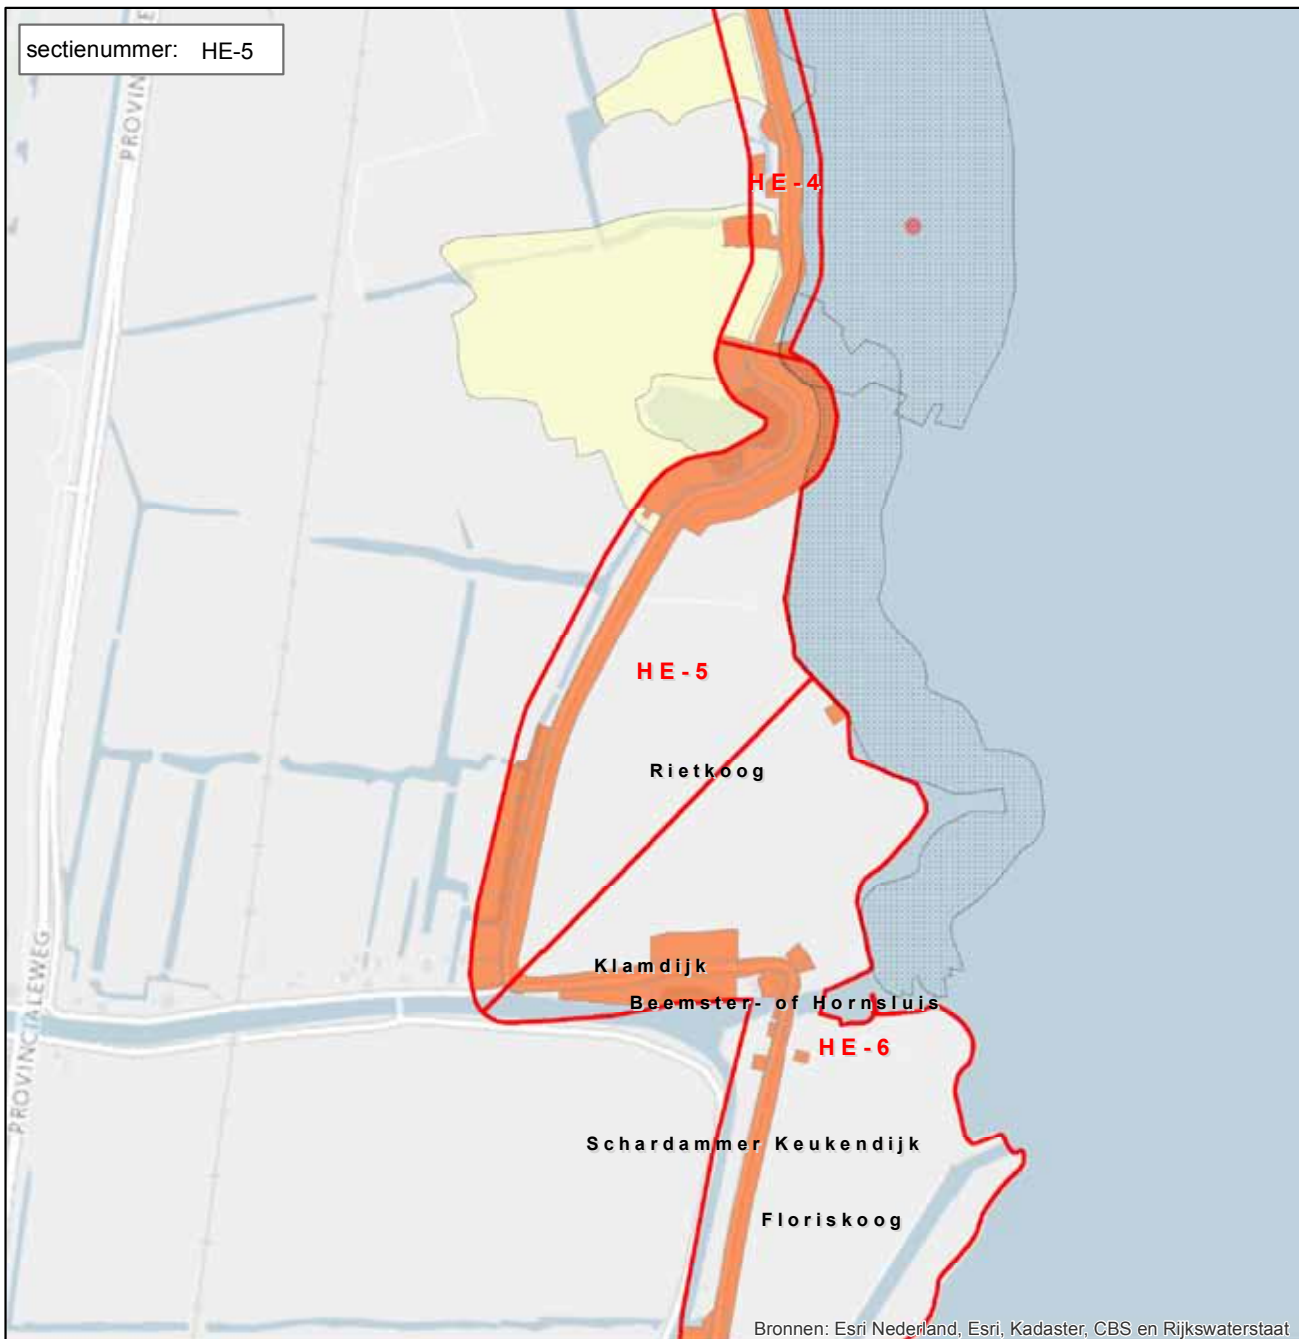 sectienummer: HE-5
PROVIN
E
HE-4
HE-5
Rietkoog
Klamdijk
Beemster- of Hornsluis
HE-6
PROVINCIALEWEG
Schardammer Keukendijk
Floriskoog
Bronnen: Esri Nederland, Esri, Kadaster, CBS en Rijkswaterstaat